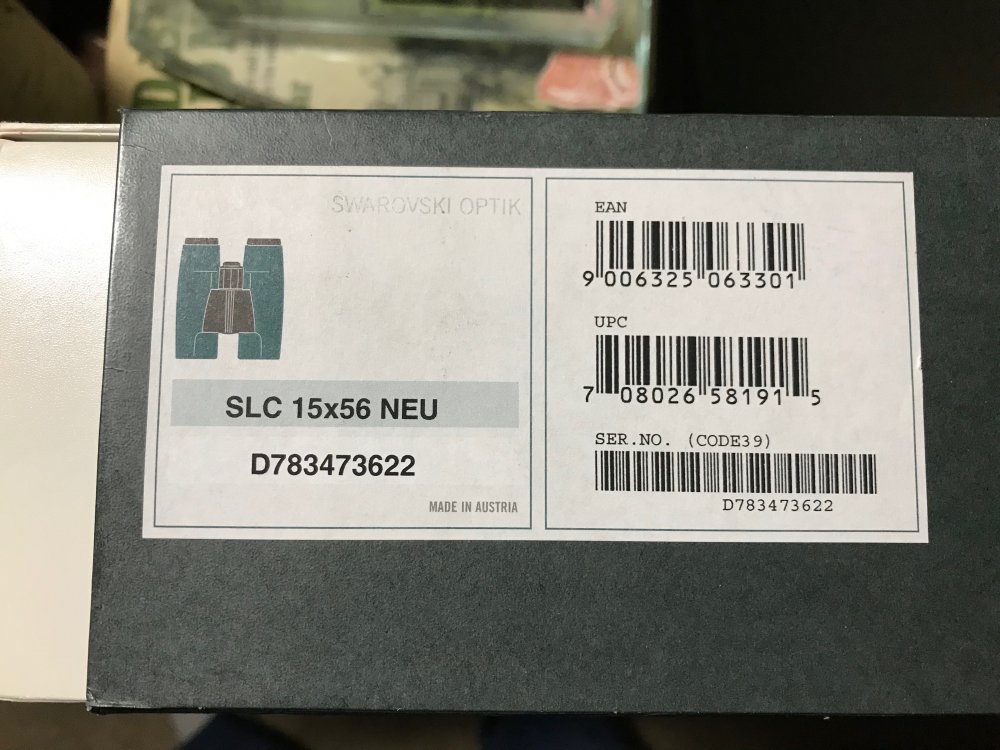 SWAROVSKI OPTIK
SLC 15x56 NEU
D783473622
MADE IN AUSTRIA
EAN
9 006325 063301
UPC
7 08026 58191 5
SER.NO. (CODE39)
D783473622